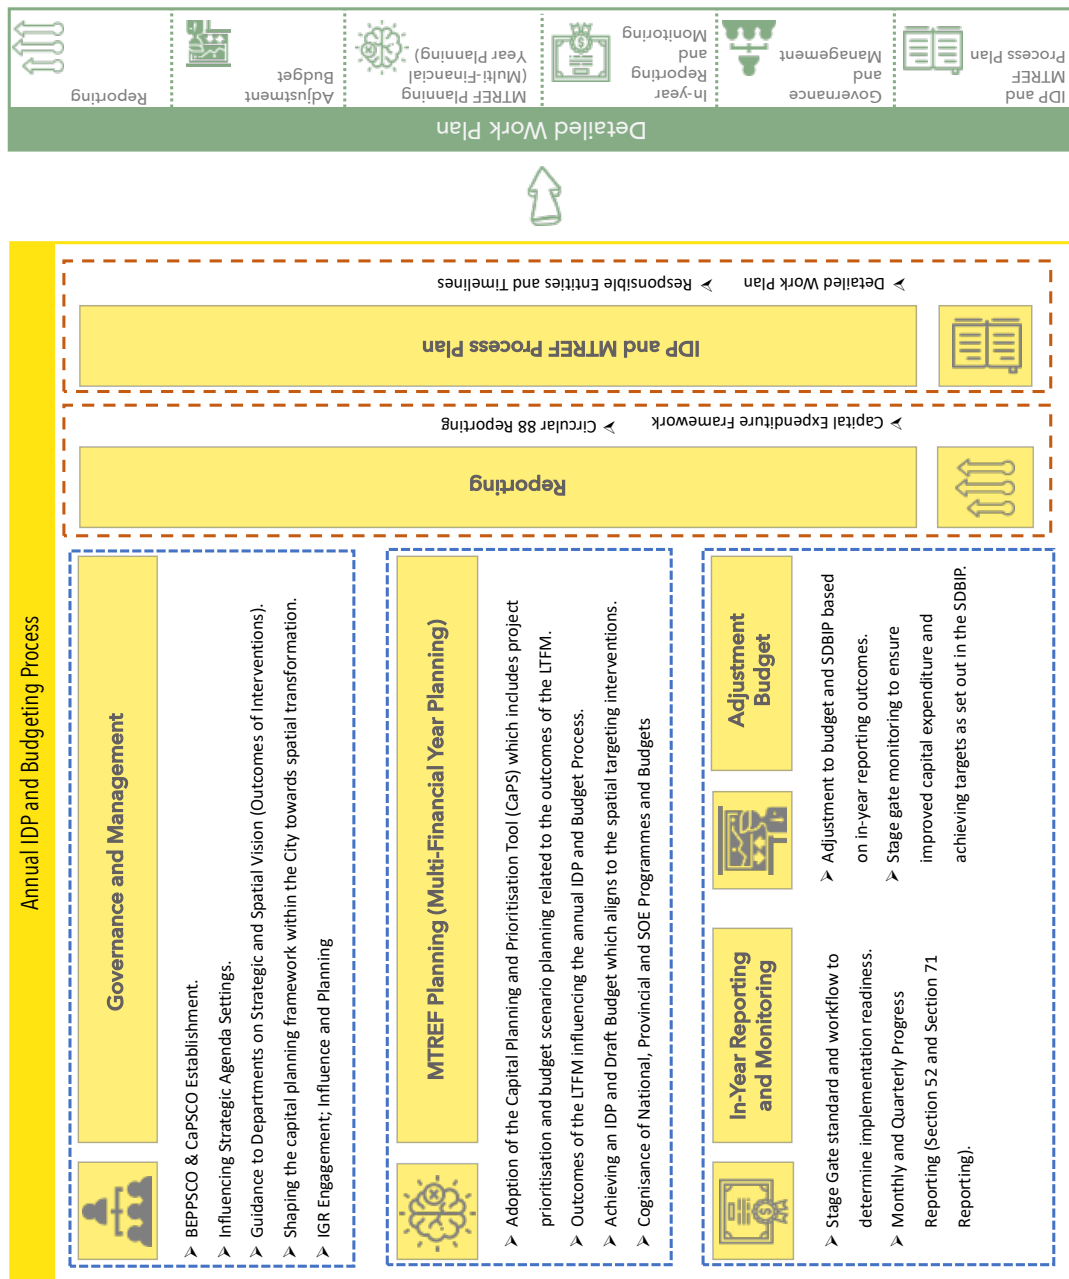 Annual IDP and Budgeting Process
Governance and Management
➢ BEPPSCO & CaPSCO Establishment.
➢ Influencing Strategic Agenda Settings.
➢ Guidance to Departments on Strategic and Spatial Vision (Outcomes of Interventions).
➢ Shaping the capital planning framework within the City towards spatial transformation.
➢ IGR Engagement; Influence and Planning
MTREF Planning (Multi-Financial Year Planning)
➢ Adoption of the Capital Planning and Prioritisation Tool (CaPS) which includes project
prioritisation and budget scenario planning related to the outcomes of the LTFM.
➢ Outcomes of the LTFM influencing the annual IDP and Budget Process.
➢ Achieving an IDP and Draft Budget which aligns to the spatial targeting interventions.
➢ Cognisance of National, Provincial and SOE Programmes and Budgets
In-Year Reporting
and Monitoring
➢ Stage Gate standard and workflow to
determine implementation readiness.
➢ Monthly and Quarterly Progress
Reporting (Section 52 and Section 71
Reporting).
Adjustment
Budget
➢ Adjustment to budget and SDBIP based
on in-year reporting outcomes.
➢ Stage gate monitoring to ensure
improved capital expenditure and
achieving targets as set out in the SDBIP.
Reporting
➢ Capital Expenditure Framework
➢ Circular 88 Reporting
IDP and MTREF Process Plan
➢ Detailed Work Plan
➢ Responsible Entities and Timelines
Detailed Work Plan
IDP and
MTREF
Process Plan
Governance
and
Management
In-year
Reporting
and
Monitoring
MTREF Planning
(Multi-Financial
Year Planning)
Adjustment
Budget
Reporting